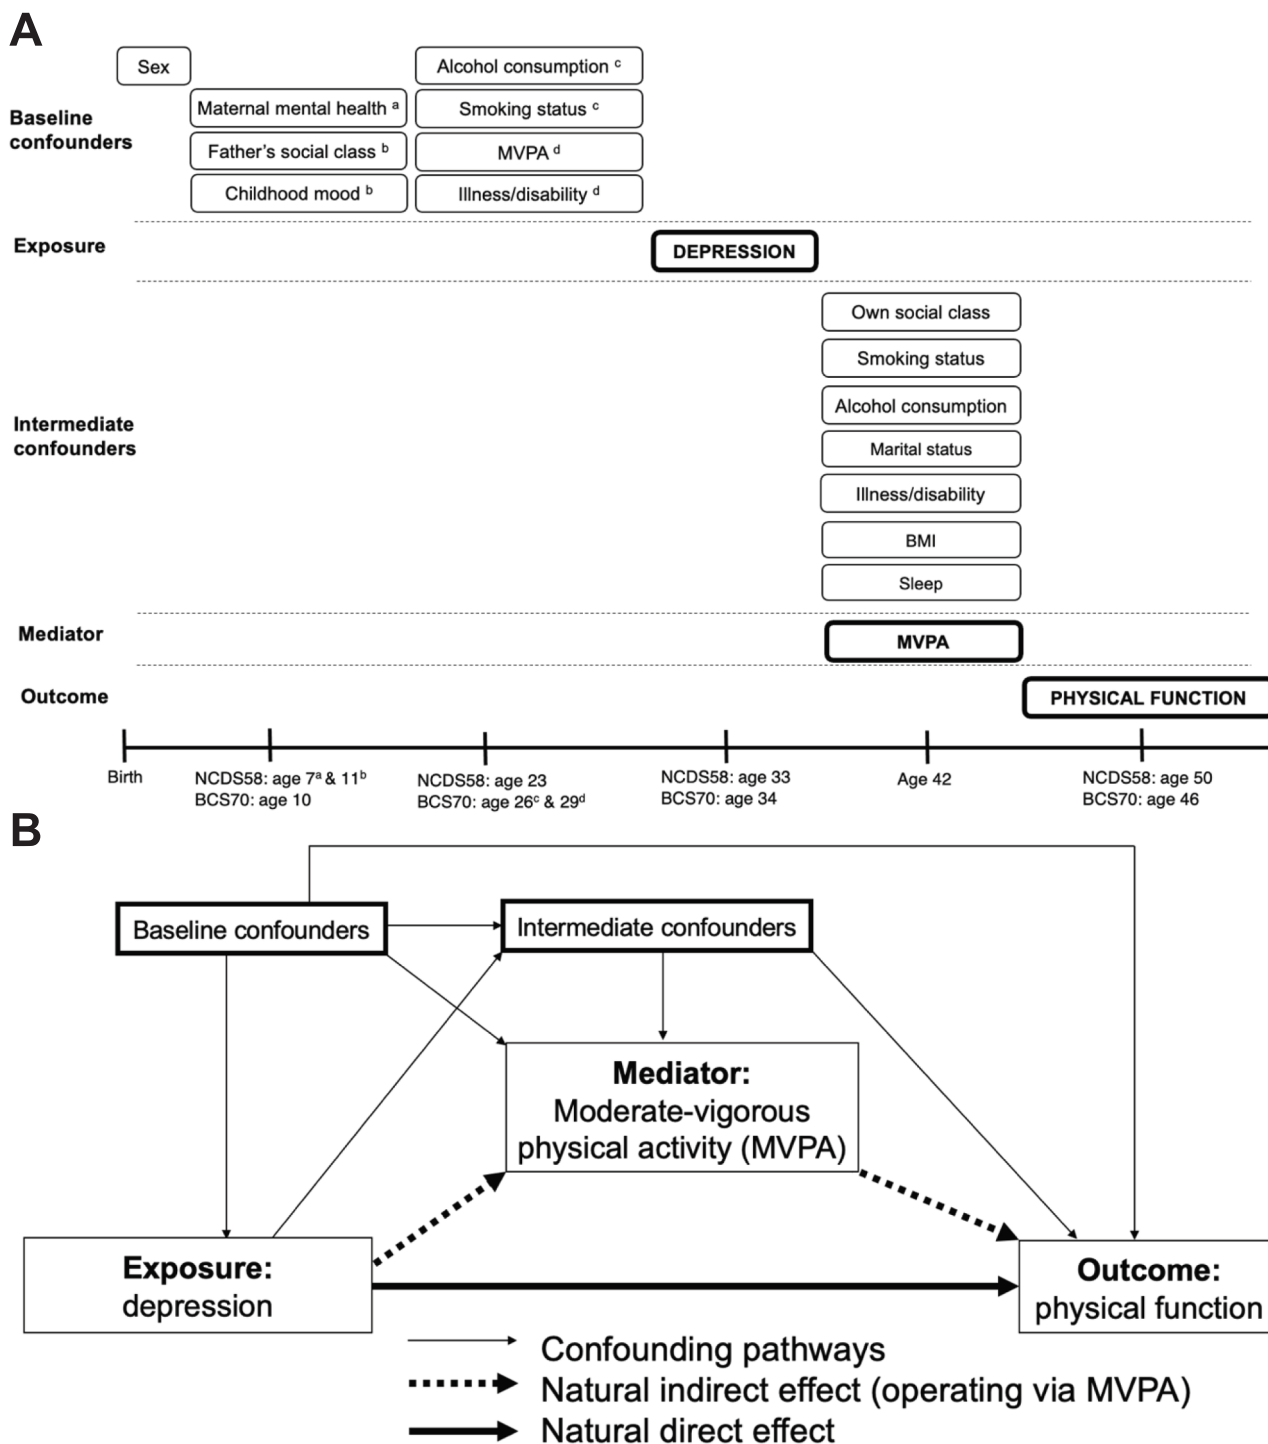 A
Sex
Alcohol consumption ᶜ
Baseline
confounders
Maternal mental health ᵃ
Smoking status ᶜ
Father's social class ᵇ
MVPA ᵈ
Childhood mood ᵇ
Illness/disability ᵈ
Exposure
DEPRESSION
Intermediate
confounders
Own social class
Smoking status
Alcohol consumption
Marital status
Illness/disability
BMI
Sleep
Mediator
MVPA
Outcome
PHYSICAL FUNCTION
Birth
NCDS58: age 7ᵃ & 11ᵇ
BCS70: age 10
NCDS58: age 23
BCS70: age 26ᶜ & 29ᵈ
NCDS58: age 33
BCS70: age 34
Age 42
NCDS58: age 50
BCS70: age 46
B
Baseline confounders
Intermediate confounders
Mediator:
Moderate-vigorous
physical activity (MVPA)
Exposure:
depression
Outcome:
physical function
Confounding pathways
Natural indirect effect (operating via MVPA)
Natural direct effect